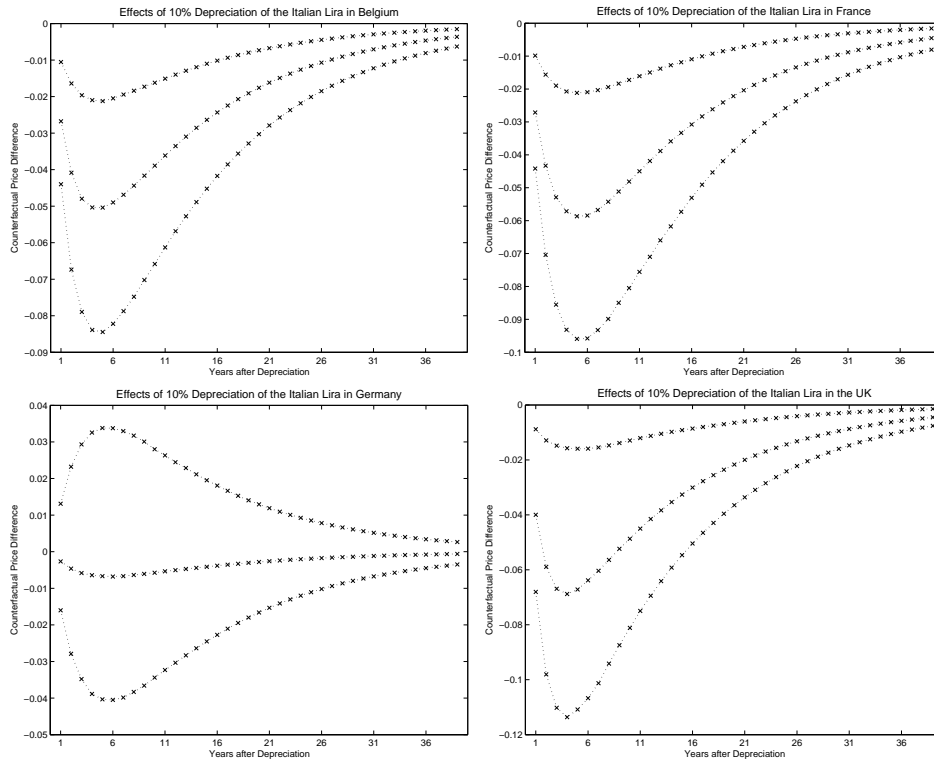 Effects of 10% Depreciation of the Italian Lira in Belgium
0
−0.01
−0.02
−0.03
−0.04
−0.05
−0.06
−0.07
−0.08
−0.09
Counterfactual Price Difference
1 6 11 16 21 26 31 36
Years after Depreciation
Effects of 10% Depreciation of the Italian Lira in France
0
−0.01
−0.02
−0.03
−0.04
−0.05
−0.06
−0.07
−0.08
−0.09
−0.1
Counterfactual Price Difference
1 6 11 16 21 26 31 36
Years after Depreciation
Effects of 10% Depreciation of the Italian Lira in Germany
0.04
0.03
0.02
0.01
0
−0.01
−0.02
−0.03
−0.04
−0.05
Counterfactual Price Difference
1 6 11 16 21 26 31 36
Years after Depreciation
Effects of 10% Depreciation of the Italian Lira in the UK
0
−0.02
−0.04
−0.06
−0.08
−0.1
−0.12
Counterfactual Price Difference
1 6 11 16 21 26 31 36
Years after Depreciation